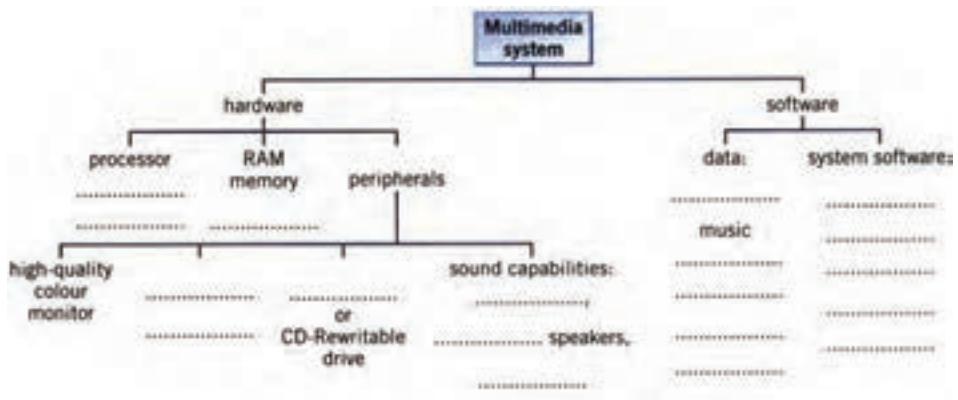 Multimedia
system
hardware
software
processor
RAM
memory
peripherals
data:
system software:
music
high-quality
colour
monitor
or
CD-Rewritable
drive
sound capabilities:
,
speakers,